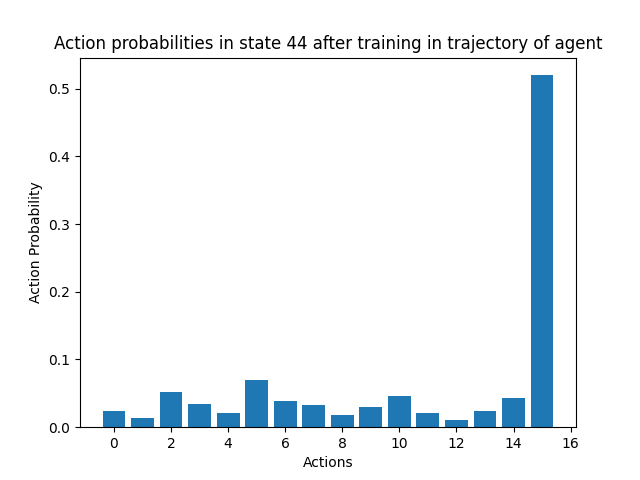 Action probabilities in state 44 after training in trajectory of agent
0.5
0.4
0.3
0.2
0.1
0.0
Action Probability
0 2 4 6 8 10 12 14 16
Actions